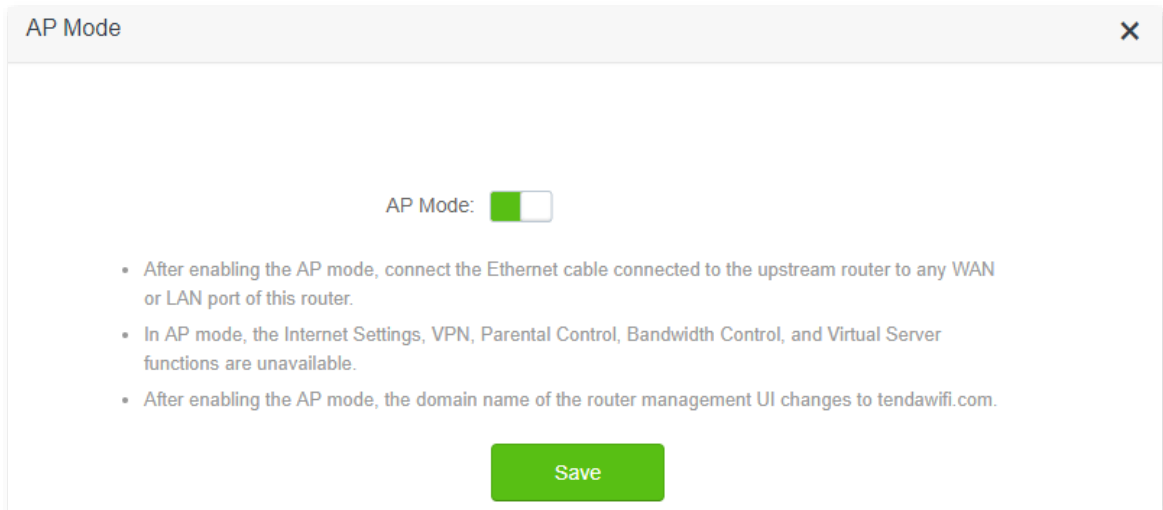 AP Mode
AP Mode:
• After enabling the AP mode, connect the Ethernet cable connected to the upstream router to any WAN
or LAN port of this router.
• In AP mode, the Internet Settings, VPN, Parental Control, Bandwidth Control, and Virtual Server
functions are unavailable.
• After enabling the AP mode, the domain name of the router management UI changes to tendawifi.com.
Save